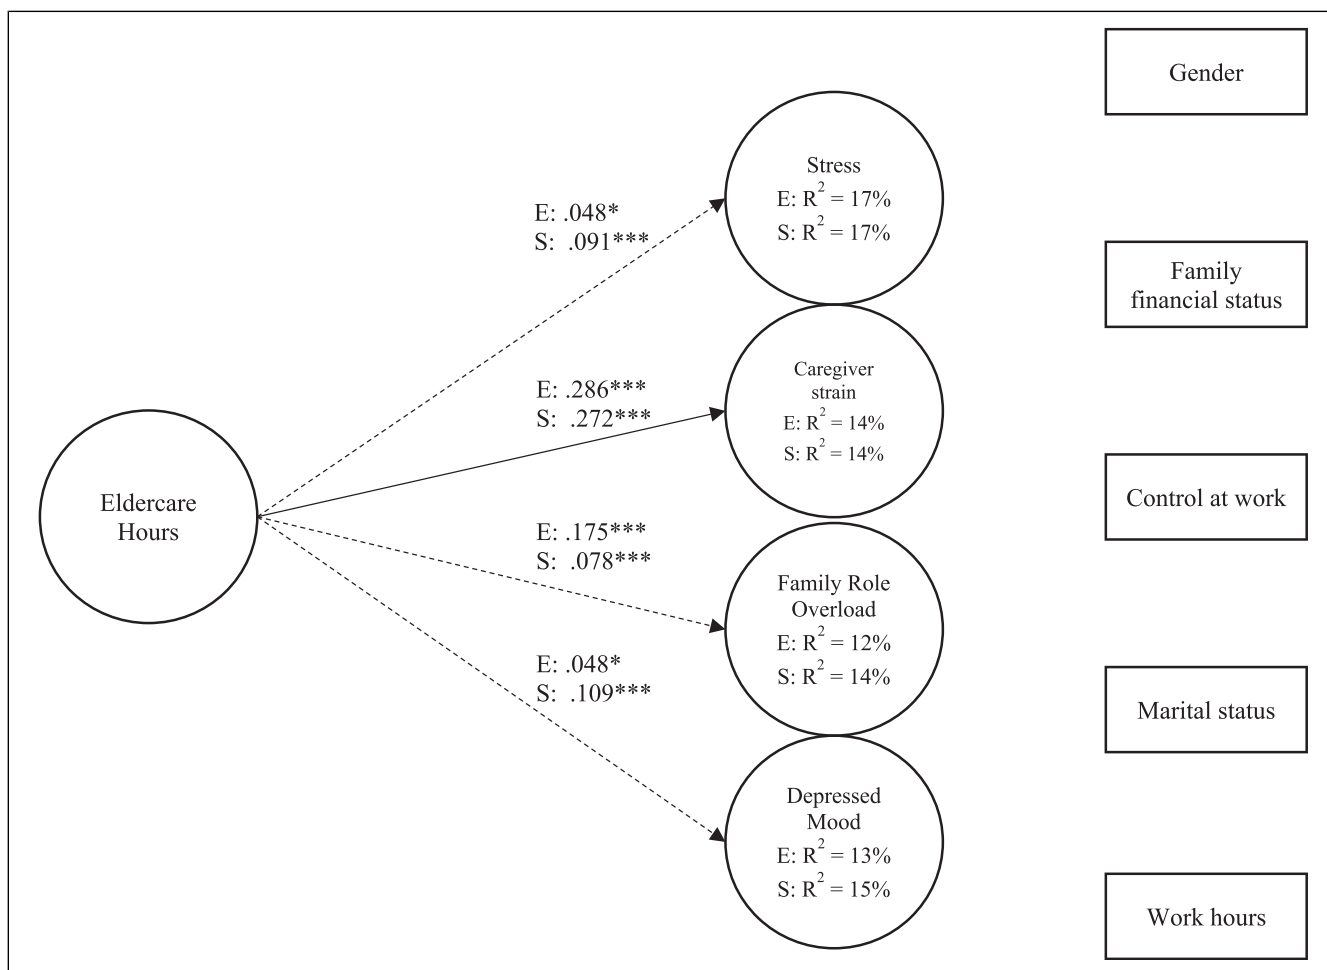 Gender
Stress
E: R² = 17%
S: R² = 17%
E: .048*
S: .091***
Family
financial status
Caregiver
strain
E: R² = 14%
S: R² = 14%
E: .286***
S: .272***
Control at work
Eldercare
Hours
E: .175***
S: .078***
Family Role
Overload
E: R² = 12%
S: R² = 14%
E: .048*
S: .109***
Marital status
Depressed
Mood
E: R² = 13%
S: R² = 15%
Work hours